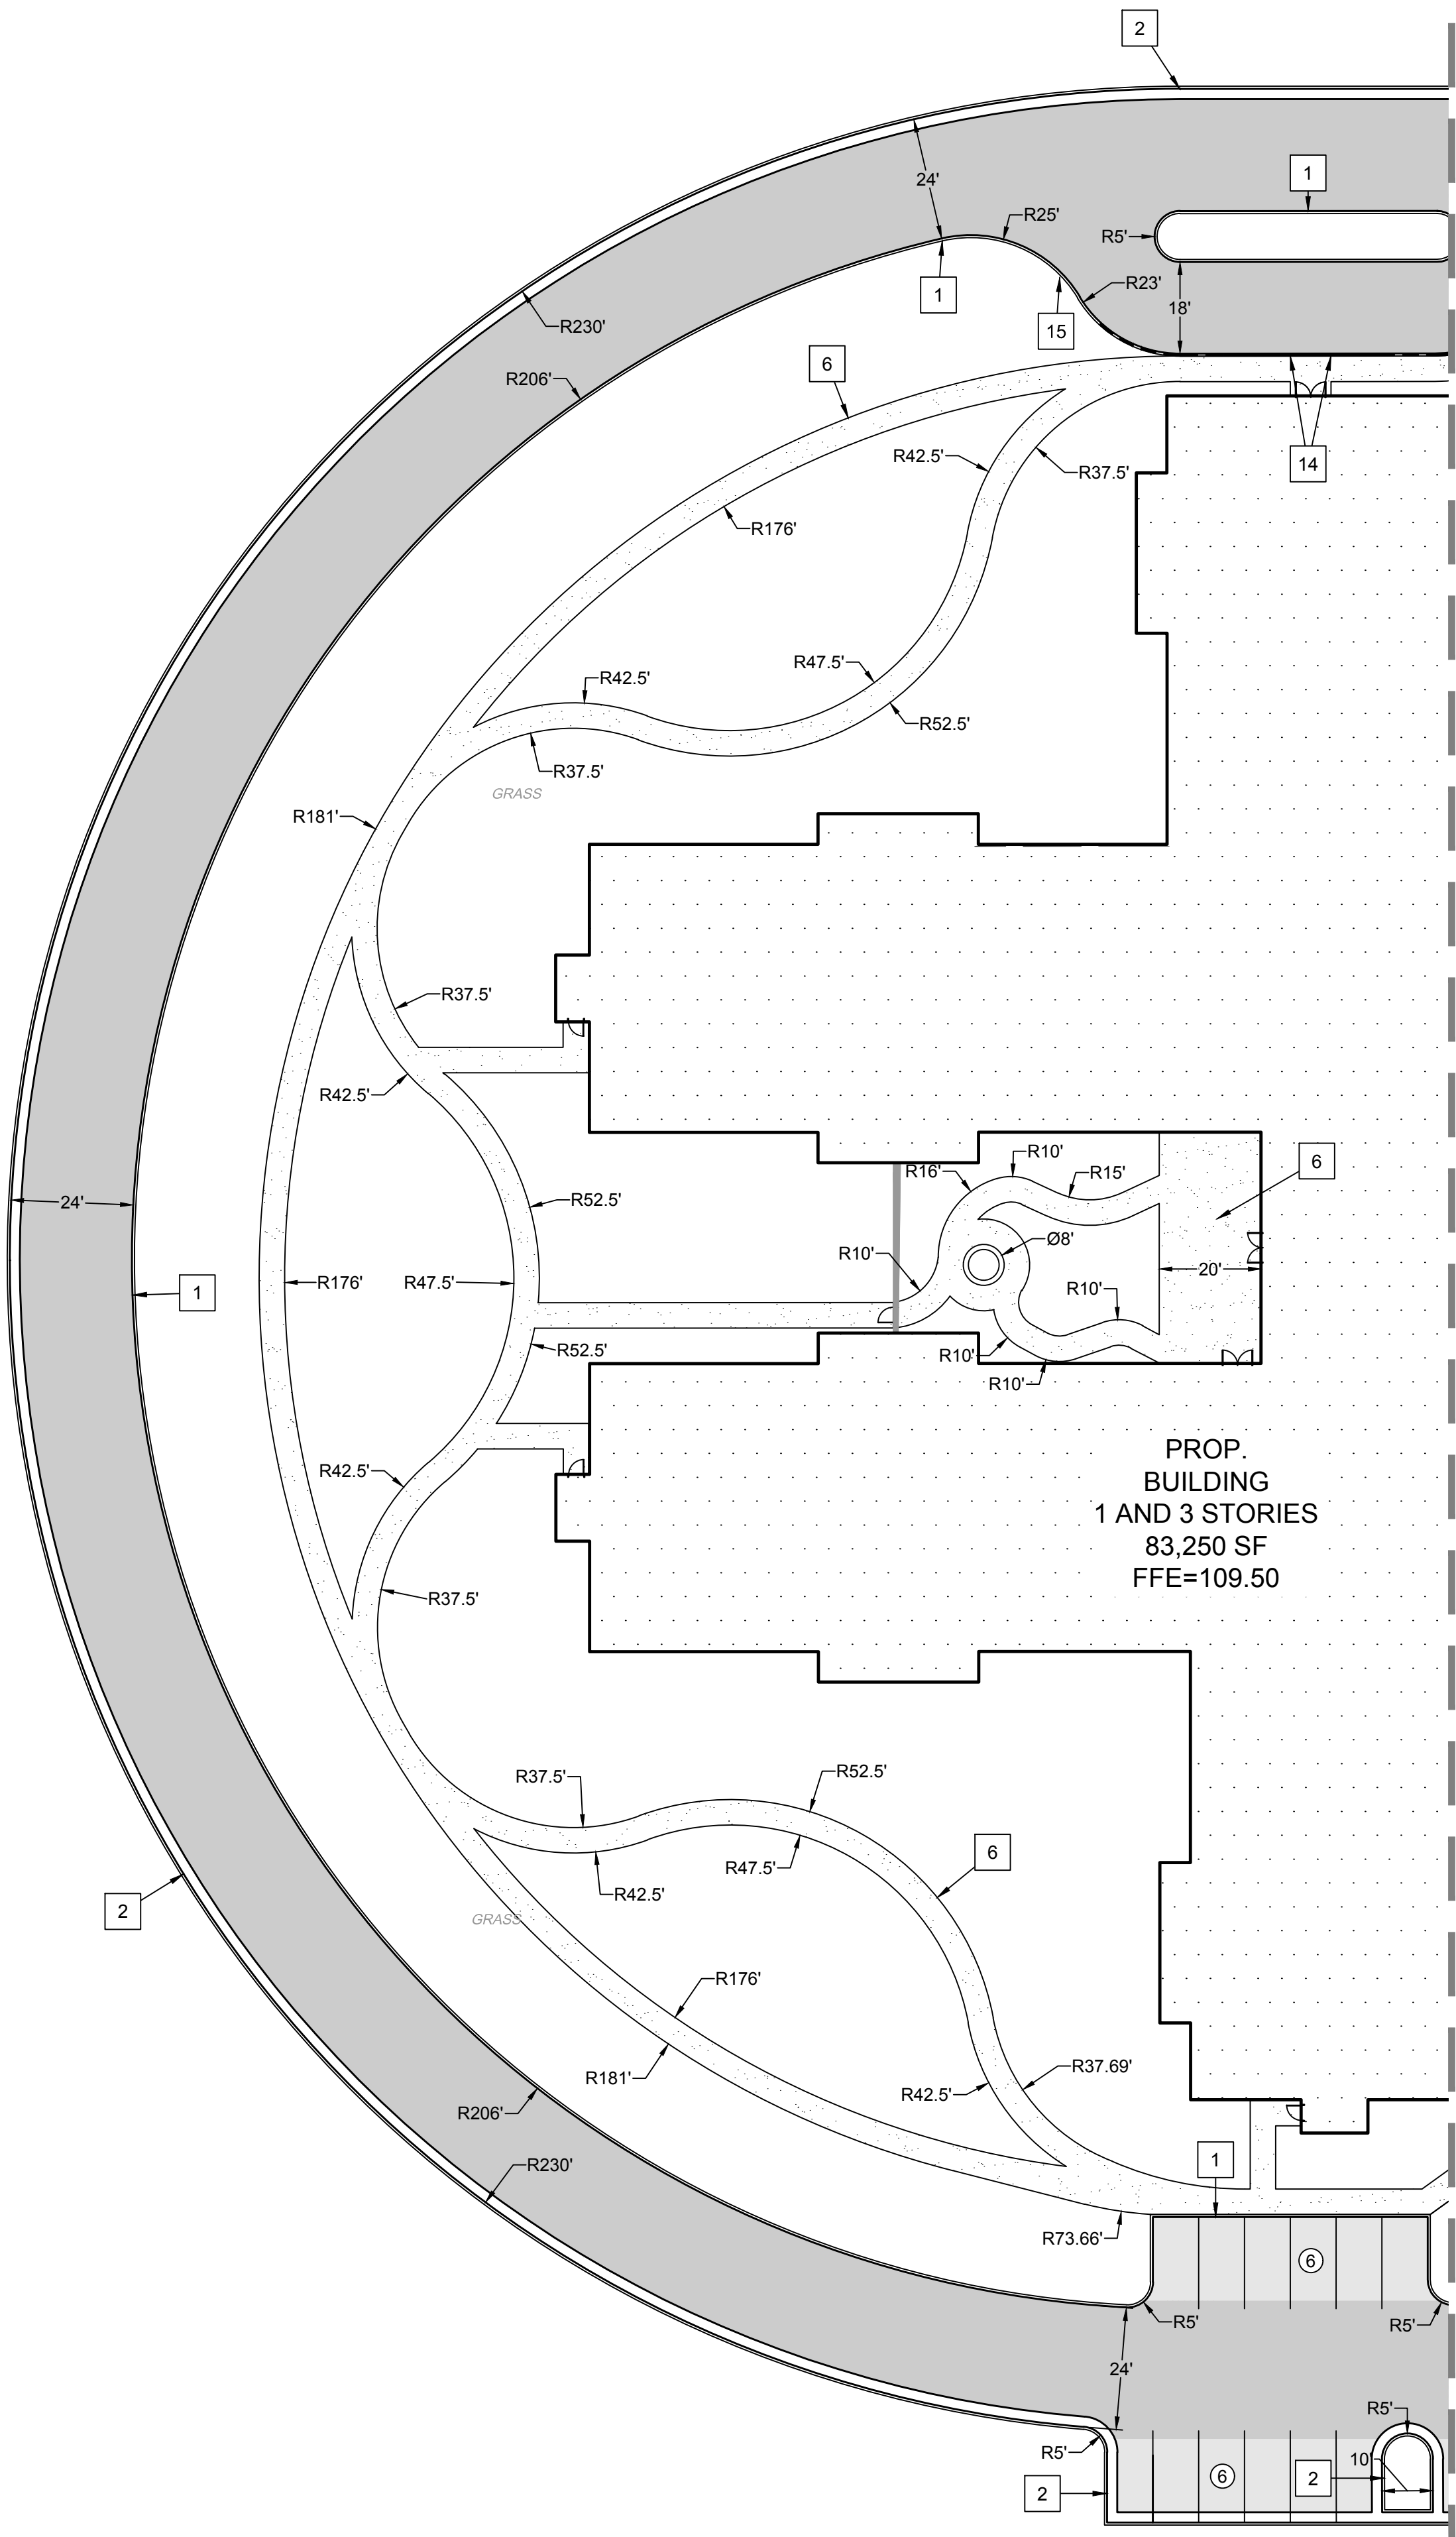 2
1
24'
R25'
R5'
R23'
1
18'
15
R230'
6
R206'
14
R42.5'
R37.5'
R176'
R47.5'
R42.5'
R52.5'
R37.5'
GRASS
R181'
R37.5'
R42.5'
R10'
6
R16'
R15'
24'
R52.5'
Ø8'
R10'
20'
1
R176'
R47.5'
R10'
R52.5'
R10'
R10'
PROP.
BUILDING
1 AND 3 STORIES
83,250 SF
FFE=109.50
R42.5'
R37.5'
R37.5'
R52.5'
6
R47.5'
R42.5'
2
GRASS
R176'
R181'
R37.69'
R42.5'
R206'
1
R230'
R73.66'
6
R5'
R5'
24'
R5'
R5'
10'
6
2
2